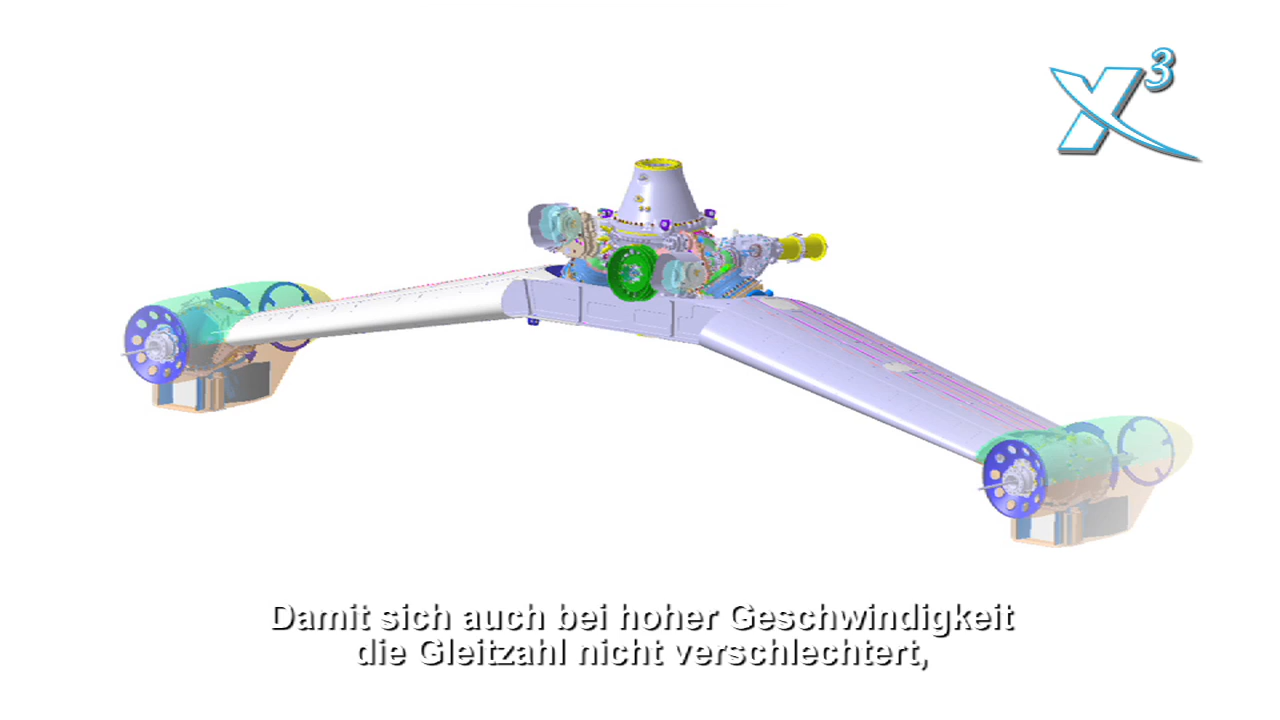 X³
Damit sich auch bei hoher Geschwindigkeit
die Gleitzahl nicht verschlechtert,